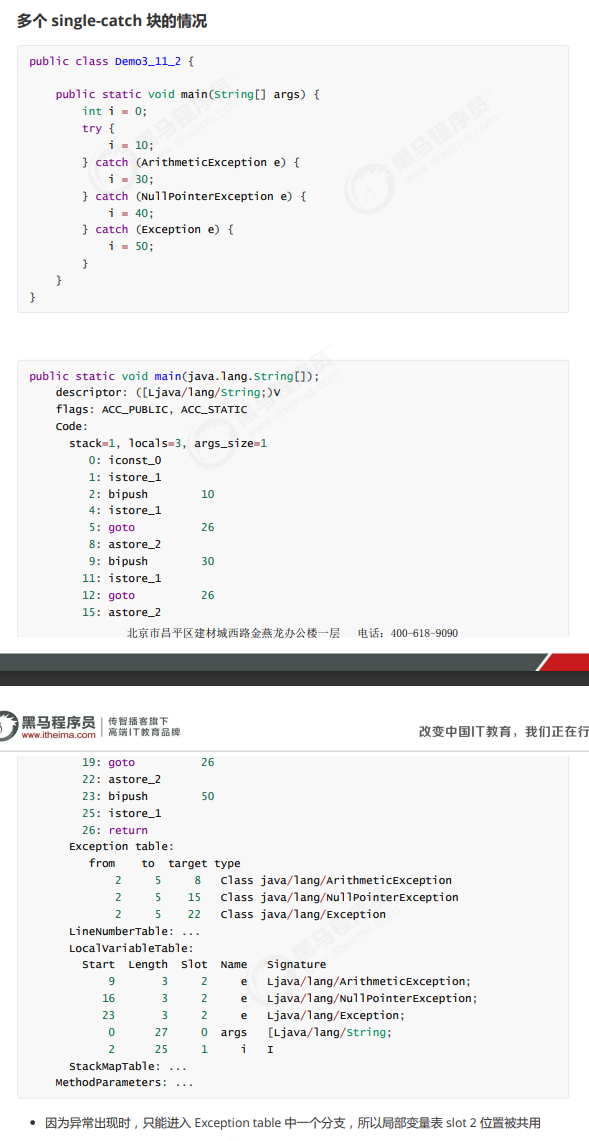 多个 single-catch 块的情况
public class Demo3_11_2 {
public static void main(String[] args) {
int i = 0;
try {
i = 10;
} catch (ArithmeticException e) {
i = 30;
} catch (NullPointerException e) {
i = 40;
} catch (Exception e) {
i = 50;
}
}
}
public static void main(java.lang.String[]);
descriptor: ([Ljava/lang/String;)V
flags: ACC_PUBLIC, ACC_STATIC
Code:
stack=1, locals=3, args_size=1
0: iconst_0
1: istore_1
2: bipush 10
4: istore_1
5: goto 26
8: astore_2
9: bipush 30
11: istore_1
12: goto 26
15: astore_2
北京市昌平区建材城西路金燕龙办公楼一层 电话：400-618-9090
黑马程序员 传智播客旗下
www.itheima.com 高端IT教育品牌
改变中国IT教育，我们正在行
19: goto 26
22: astore_2
23: bipush 50
25: istore_1
26: return
Exception table:
from to target type
2 5 8 Class java/lang/ArithmeticException
2 5 15 Class java/lang/NullPointerException
2 5 22 Class java/lang/Exception
LineNumberTable: ...
LocalVariableTable:
Start Length Slot Name Signature
9 3 2 e Ljava/lang/ArithmeticException;
16 3 2 e Ljava/lang/NullPointerException;
23 3 2 e Ljava/lang/Exception;
0 27 0 args [Ljava/lang/String;
2 25 1 i I
StackMapTable: ...
MethodParameters: ...
• 因为异常出现时，只能进入 Exception table 中一个分支，所以局部变量表 slot 2 位置被共用